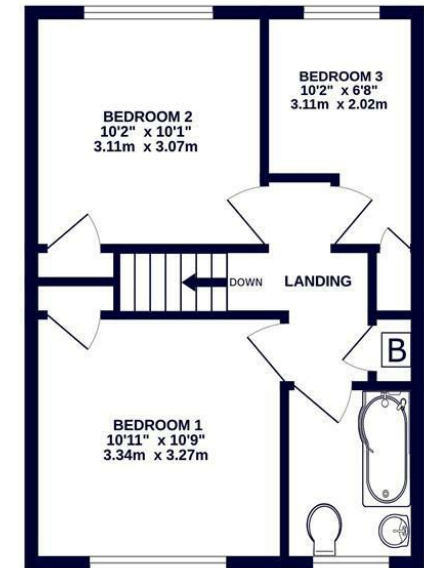 BEDROOM 2
10'2" x 10'1"
3.11m x 3.07m
BEDROOM 3
10'2" x 6'8"
3.11m x 2.02m
DOWN
LANDING
B
BEDROOM 1
10'11" x 10'9"
3.34m x 3.27m